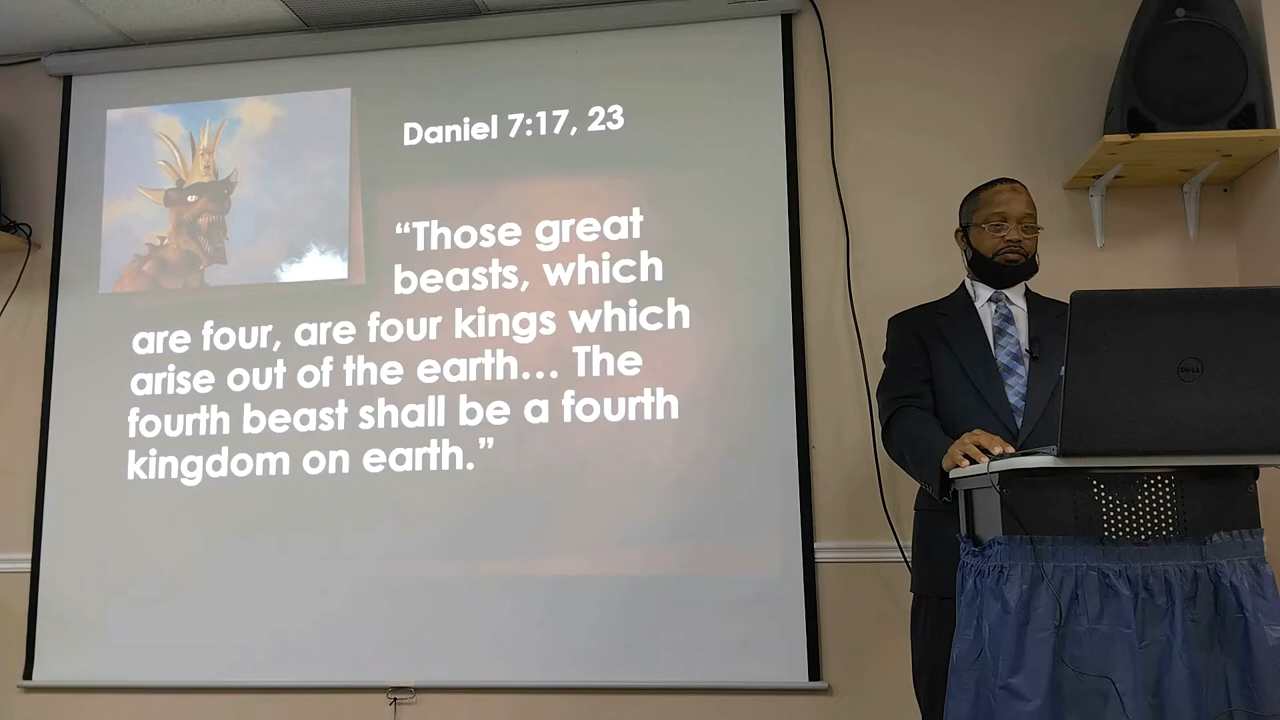 Daniel 7:17, 23
“Those great
beasts, which
are four, are four kings which
arise out of the earth... The
fourth beast shall be a fourth
kingdom on earth.”
DELL